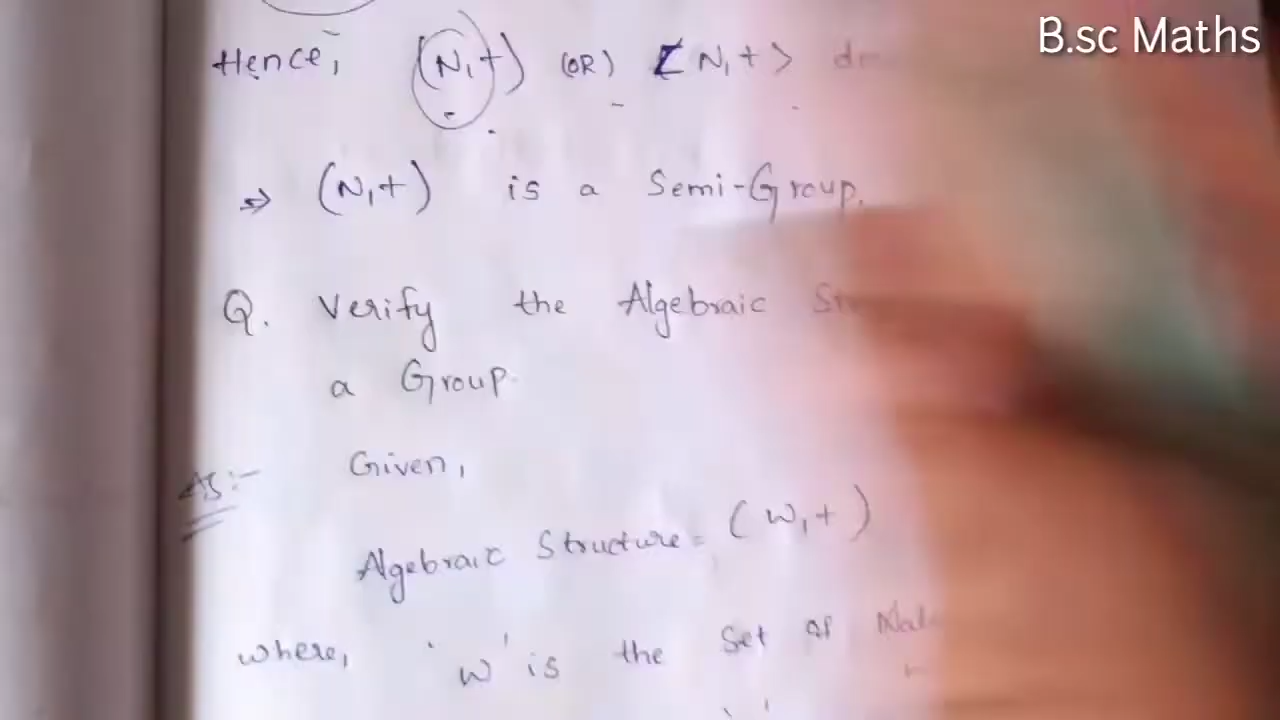 B.sc Maths
Hence, (N,+) (OR) < N,+ >
⇒ (N,+) is a Semi-Group.
Q. Verify the Algebraic
a Group.
Given,
Algebraic Structure = (W,+)
where, 'W' is the set of